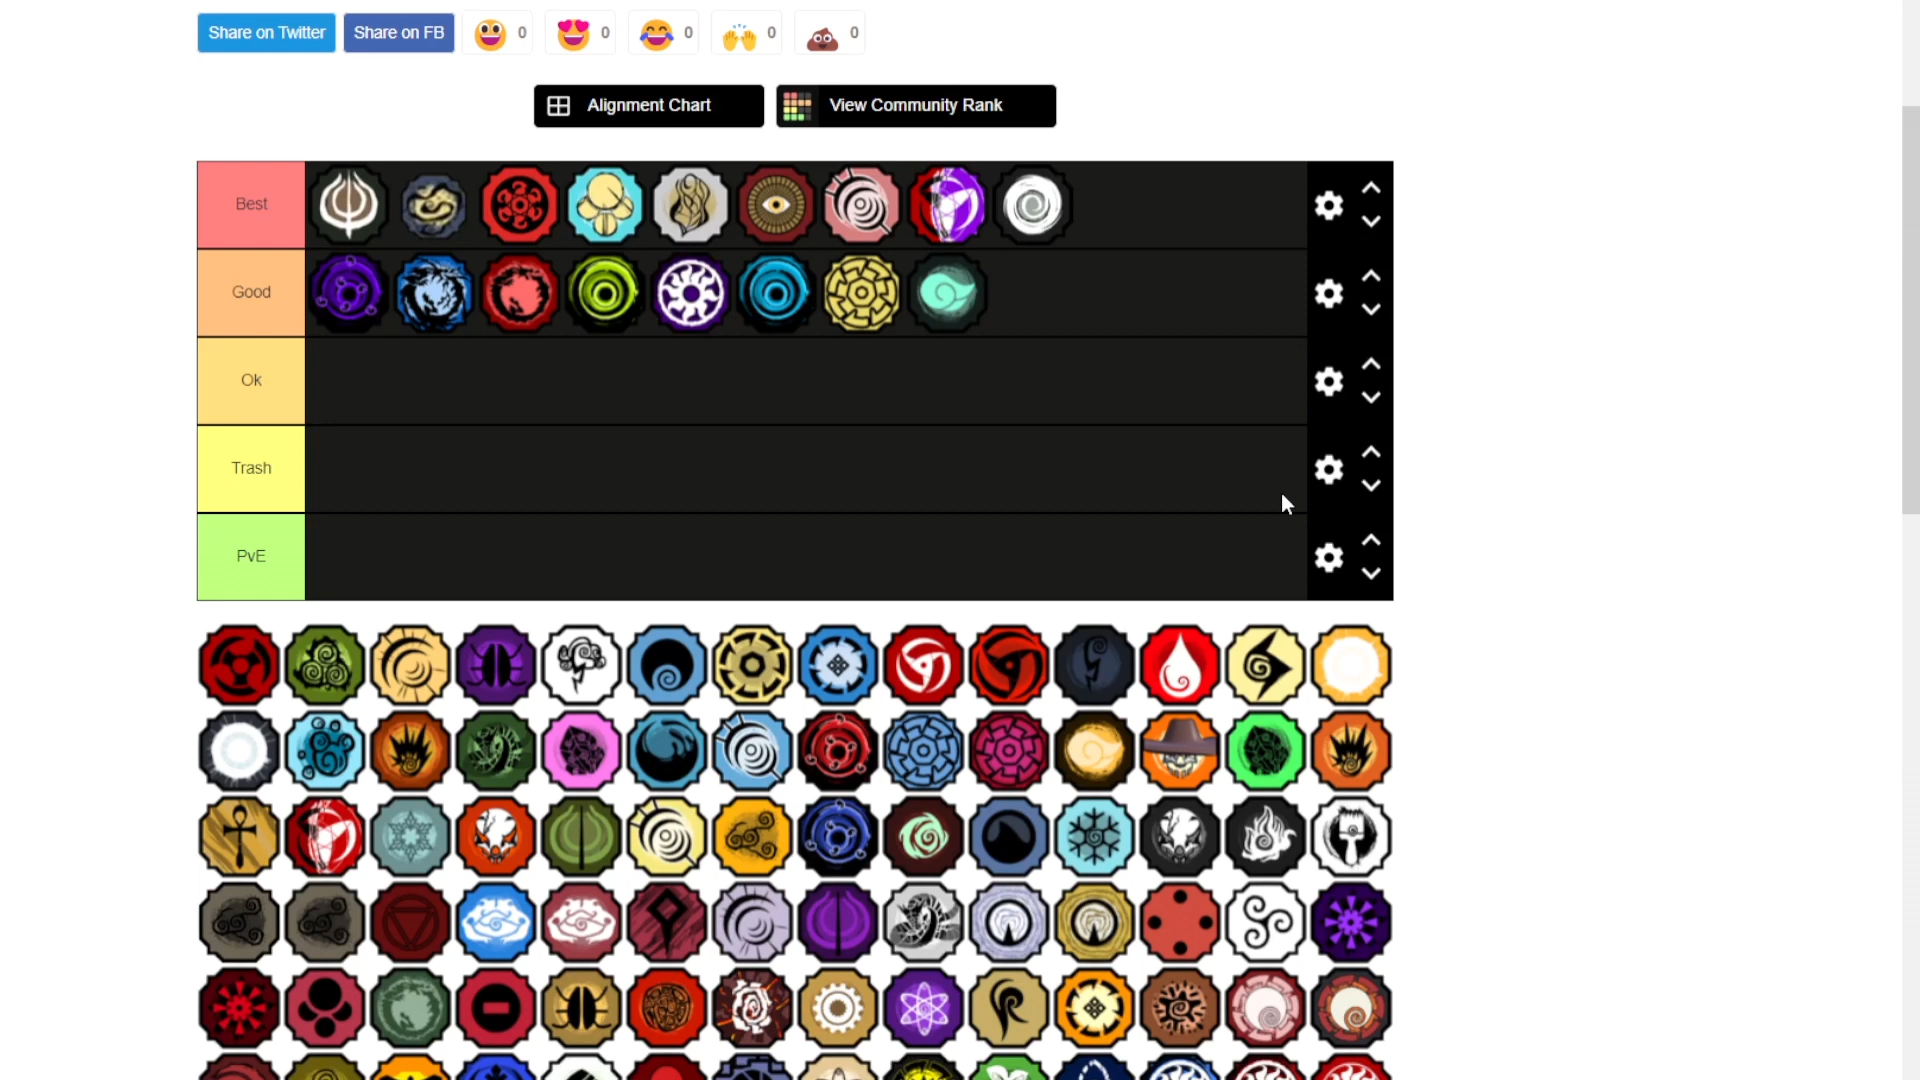 Share on Twitter
Share on FB
0
0
0
0
0
Alignment Chart
View Community Rank
Best
Good
Ok
Trash
PvE